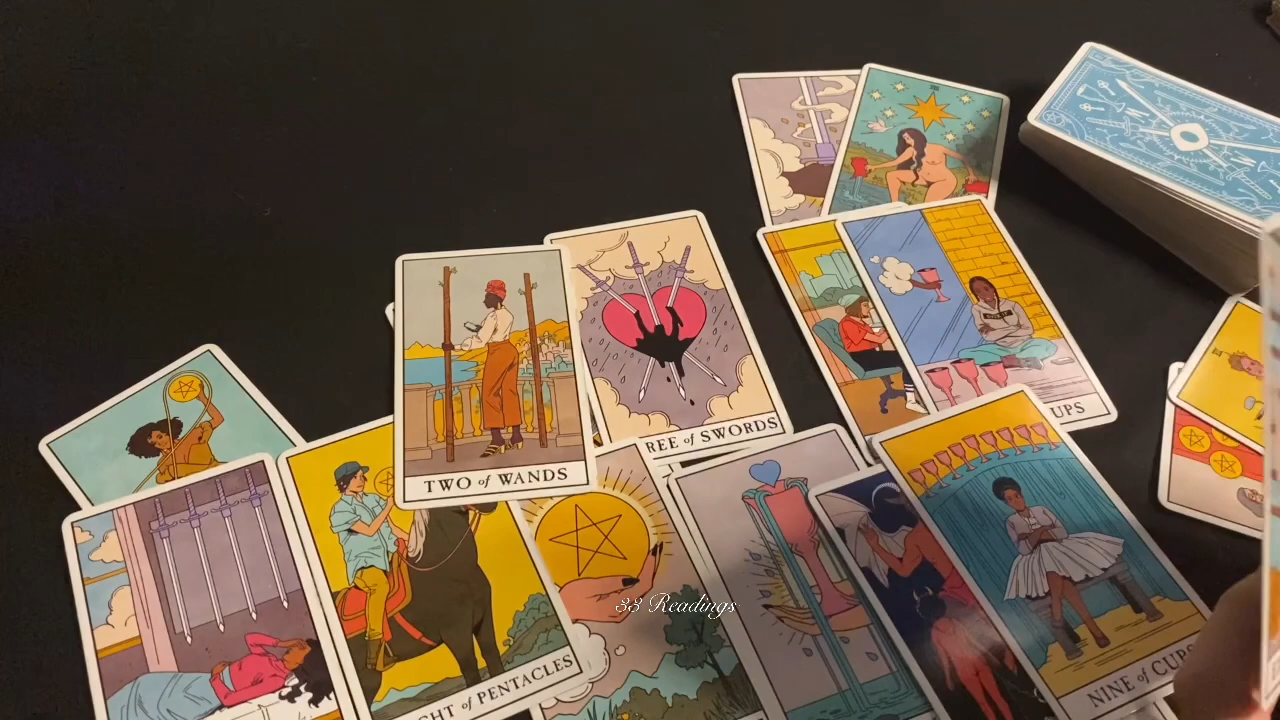 TWO of WANDS
REE of SWORDS
UPS
GHT of PENTACLES
NINE of CUPS
33 Readings